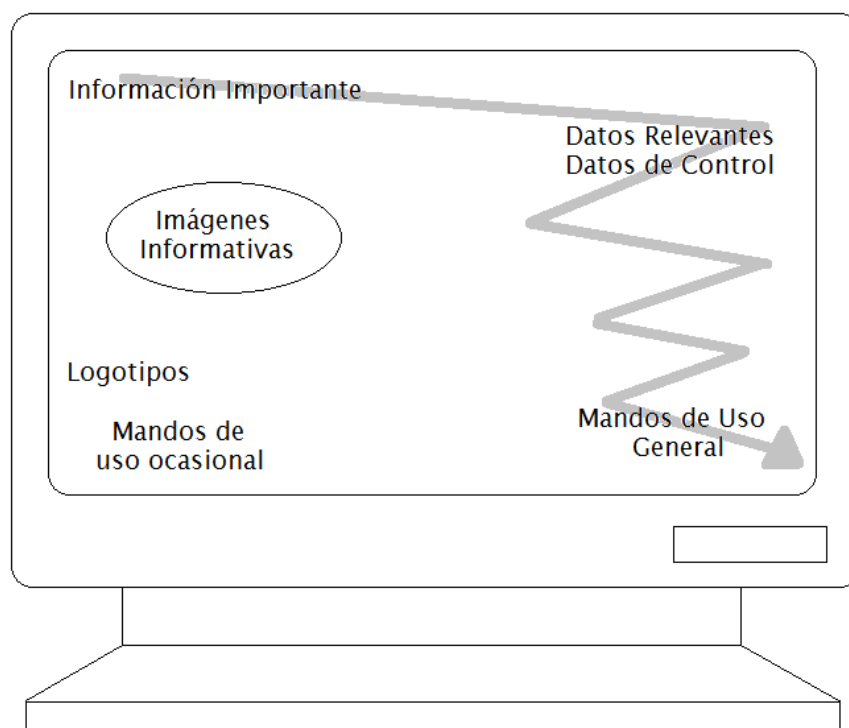 Información Importante
Datos Relevantes
Datos de Control
Imágenes
Informativas
Logotipos
Mandos de
uso ocasional
Mandos de Uso
General